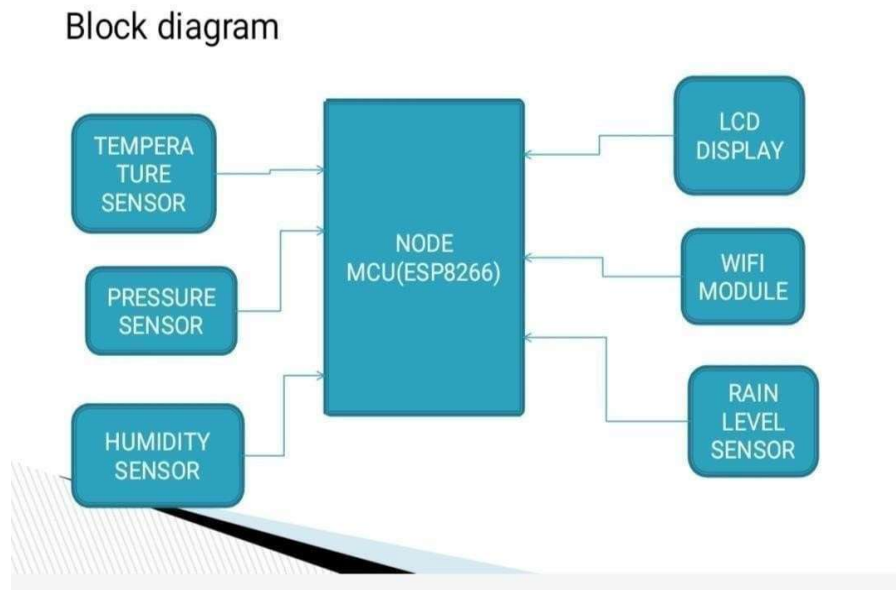 Block diagram
TEMPERA
TURE
SENSOR
PRESSURE
SENSOR
HUMIDITY
SENSOR
NODE
MCU(ESP8266)
LCD
DISPLAY
WIFI
MODULE
RAIN
LEVEL
SENSOR